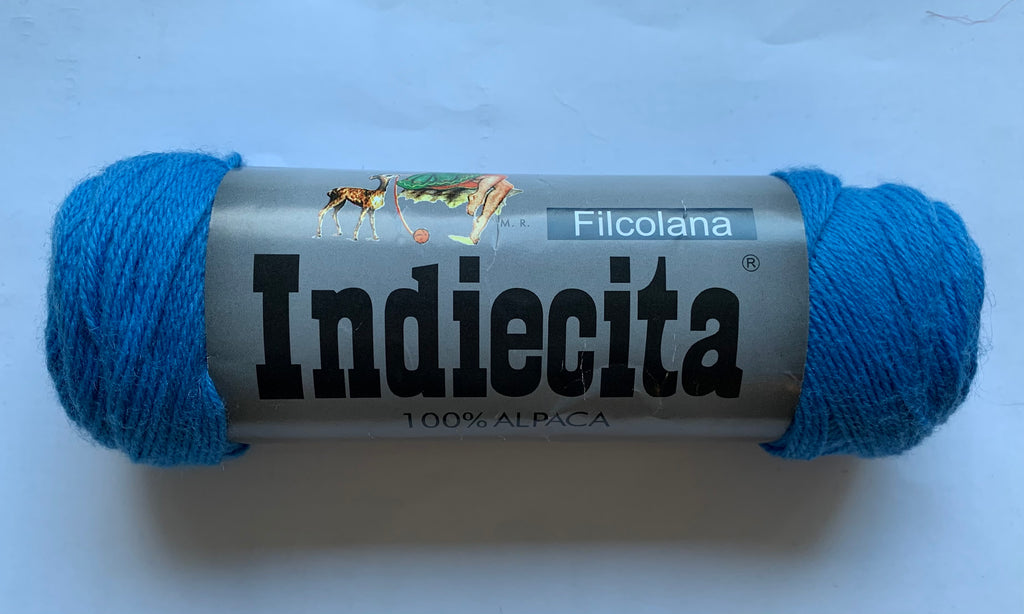 M. R.
Filcolana
Indiecita®
100% ALPACA